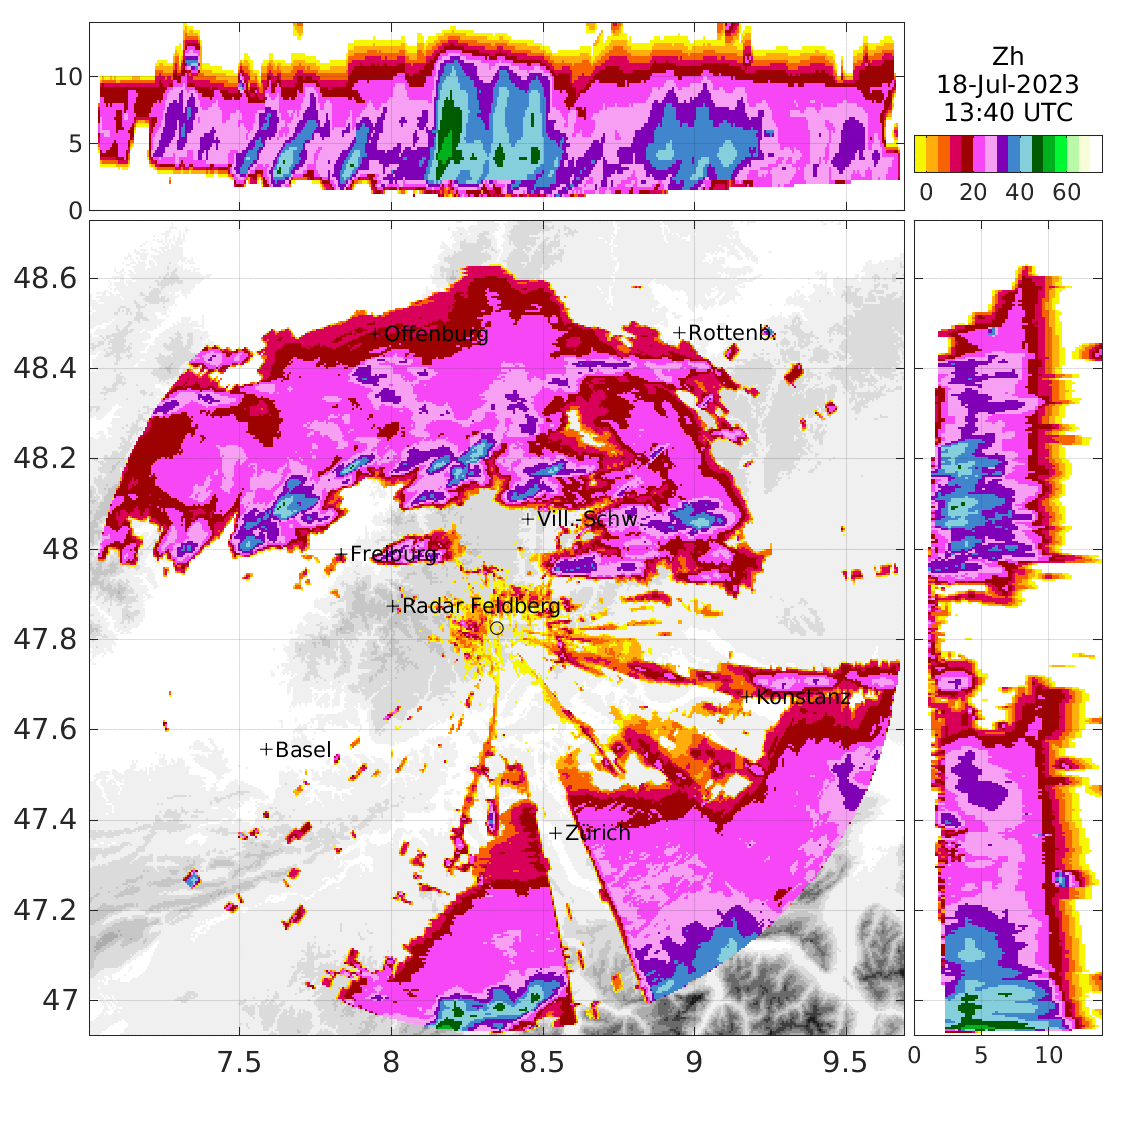 10
5
0
Zh
18-Jul-2023
13:40 UTC
0 20 40 60
48.6
48.4
48.2
48
47.8
47.6
47.4
47.2
47
+Offenburg
+Rottenb.
+Vill.-Schw.
+Freiburg
+Radar Feldberg
+Konstanz
+Basel
+Zürich
7.5 8 8.5 9 9.5
0 5 10